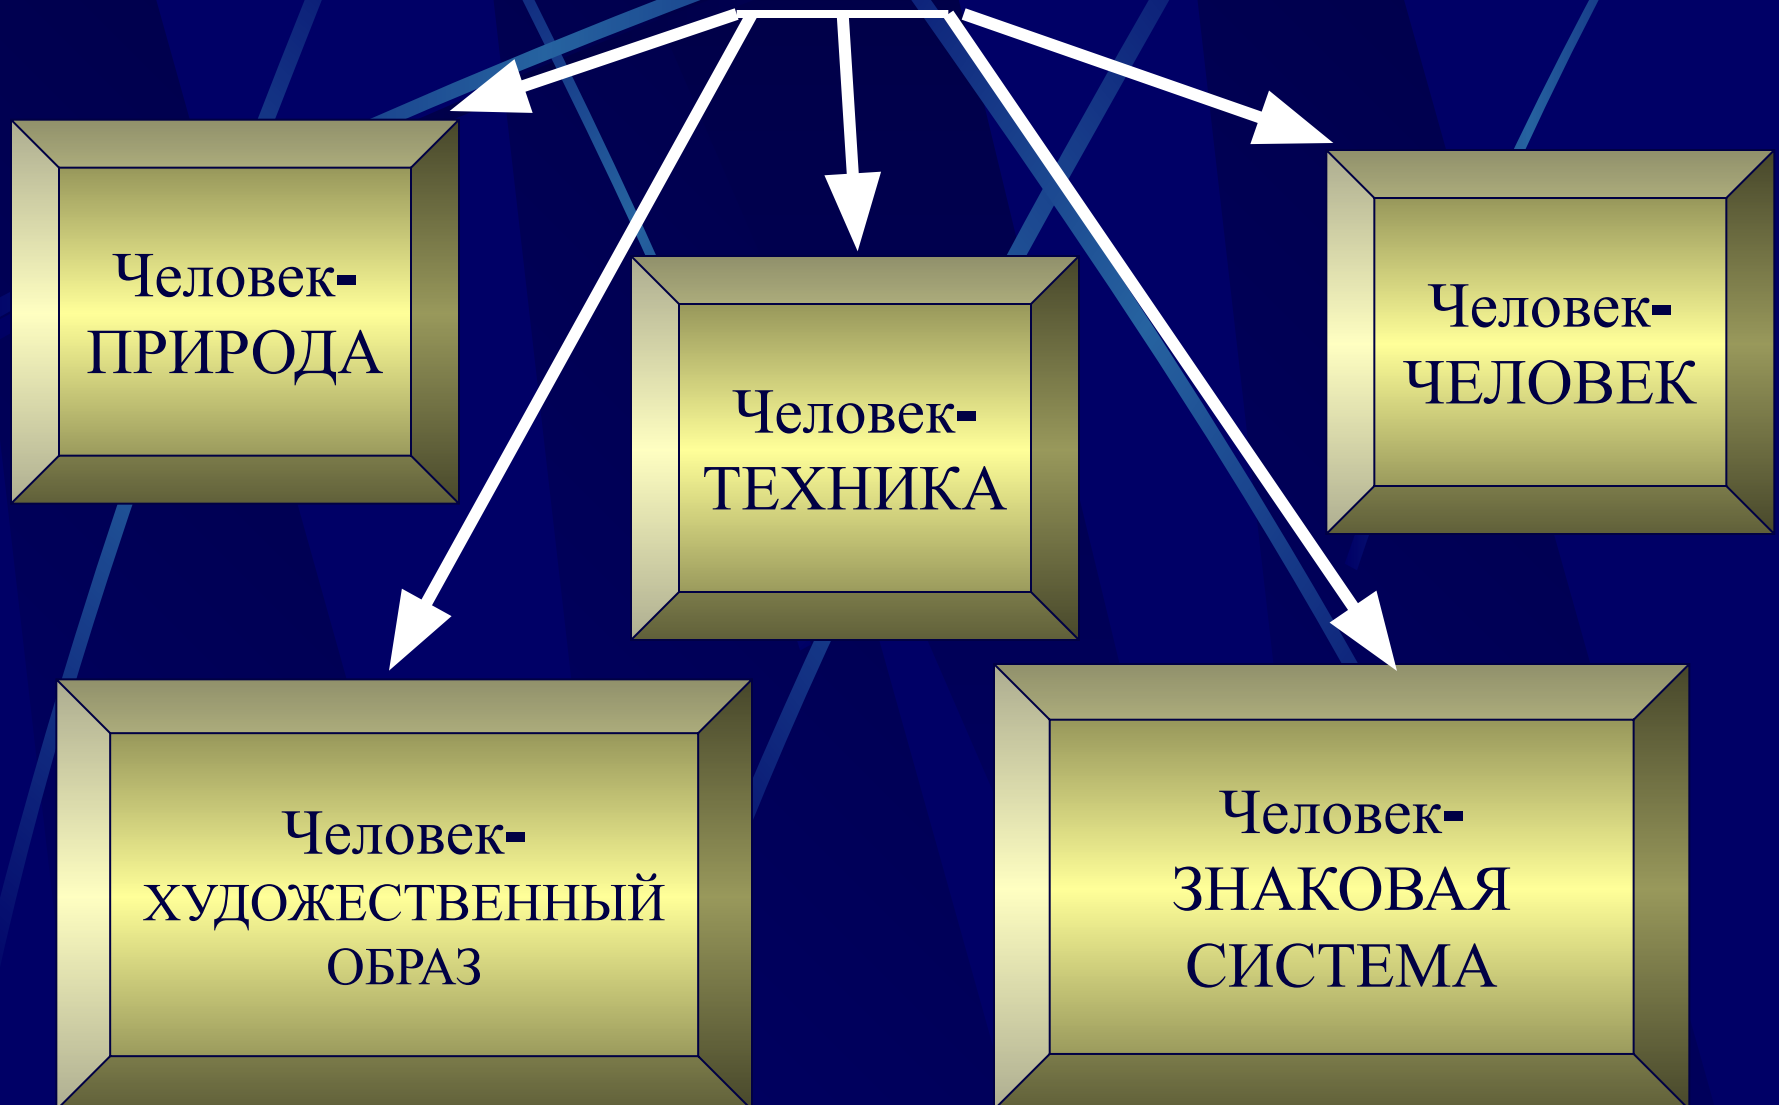 Человек-
ПРИРОДА
Человек-
ТЕХНИКА
Человек-
ЧЕЛОВЕК
Человек-
ХУДОЖЕСТВЕННЫЙ
ОБРАЗ
Человек-
ЗНАКОВАЯ
СИСТЕМА